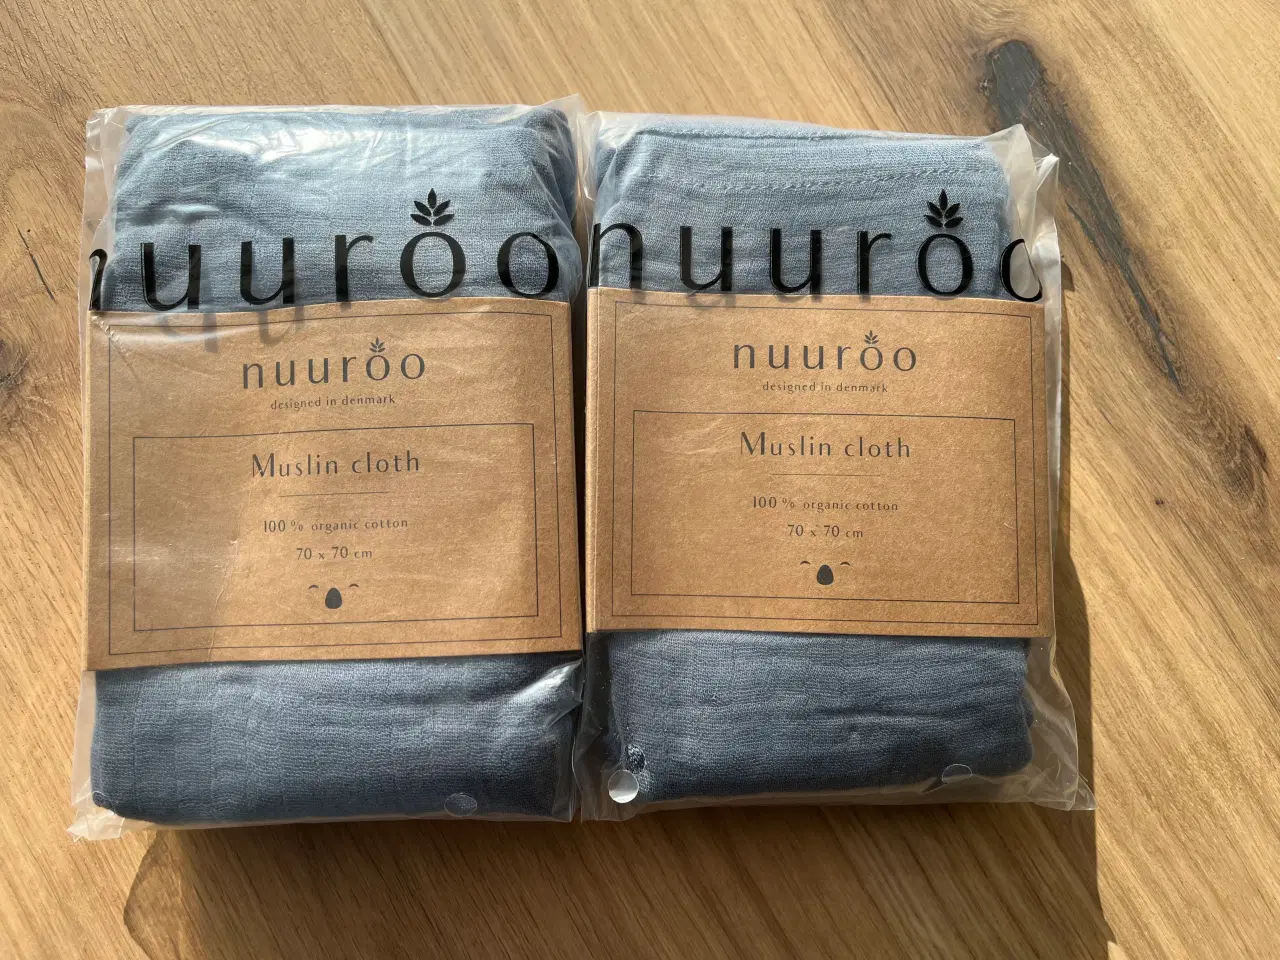 nuuroo
nuuroo
designed in denmark
Muslin cloth
100 % organic cotton
70 x 70 cm
nuuroo
nuuroo
designed in denmark
Muslin cloth
100 % organic cotton
70 x 70 cm